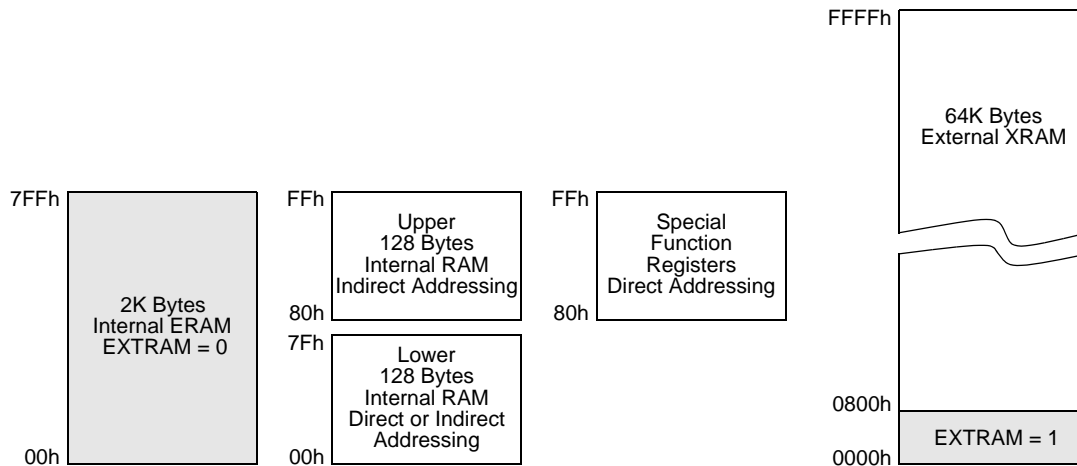 7FFh
2K Bytes
Internal ERAM
EXTRAM = 0
00h
FFh
Upper
128 Bytes
Internal RAM
Indirect Addressing
80h
7Fh
Lower
128 Bytes
Internal RAM
Direct or Indirect
Addressing
00h
FFh
Special
Function
Registers
Direct Addressing
80h
FFFFh
64K Bytes
External XRAM
0800h
EXTRAM = 1
0000h